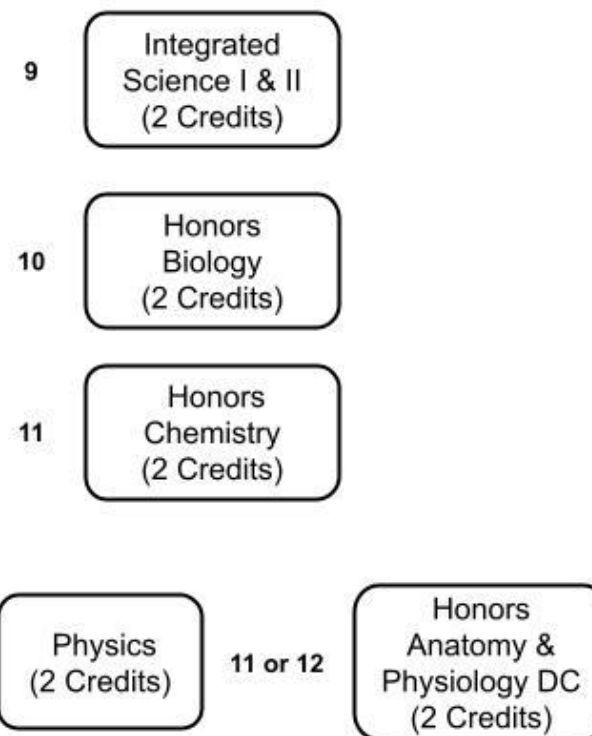 9
Integrated
Science I & II
(2 Credits)
10
Honors
Biology
(2 Credits)
11
Honors
Chemistry
(2 Credits)
Physics
(2 Credits)
11 or 12
Honors
Anatomy &
Physiology DC
(2 Credits)